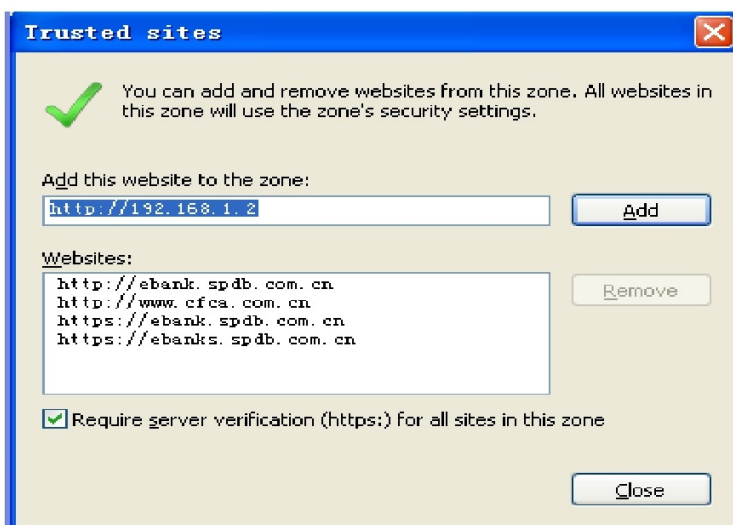 Trusted sites
You can add and remove websites from this zone. All websites in
this zone will use the zone's security settings.
Add this website to the zone:
http://192.168.1.2
Add
Websites:
http://ebank.spdb.com.cn
http://www.cfca.com.cn
https://ebank.spdb.com.cn
https://ebanks.spdb.com.cn
Remove
Require server verification (https:) for all sites in this zone
Close